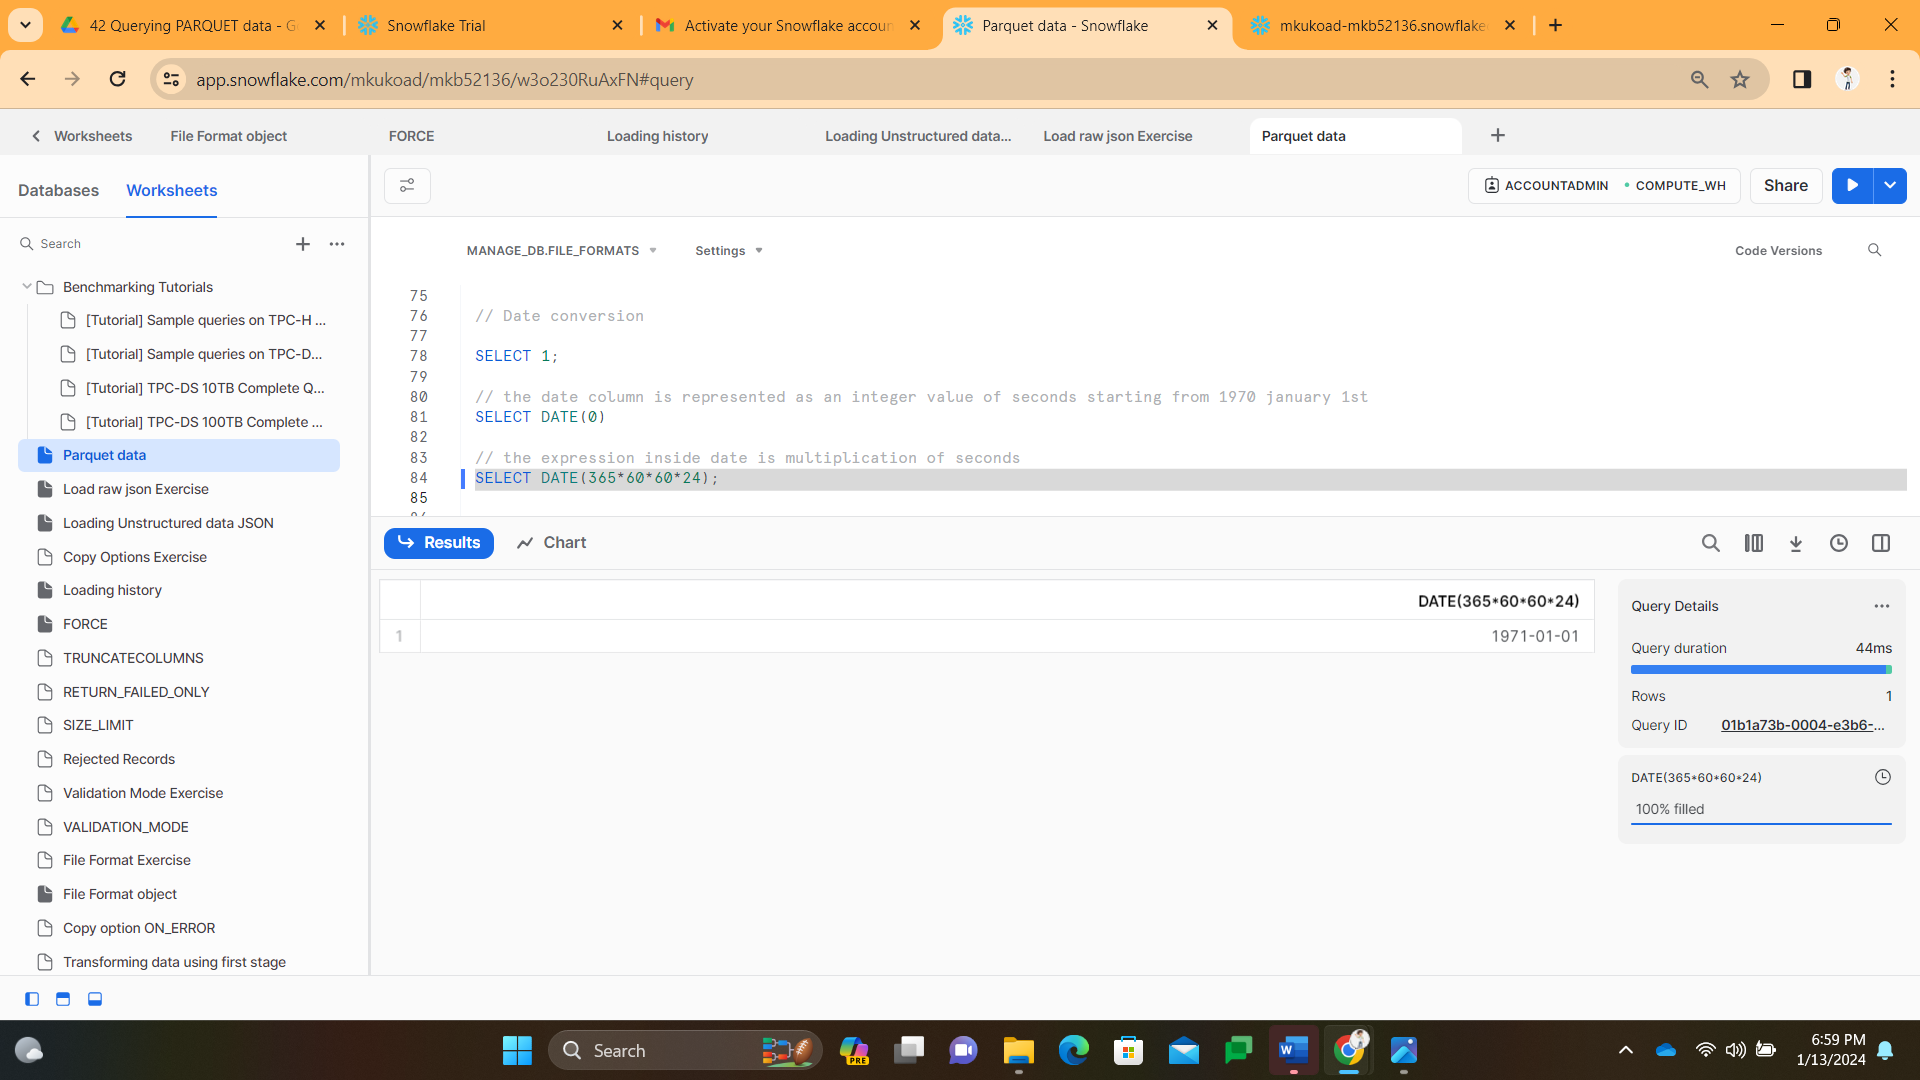 42 Querying PARQUET data - G
Snowflake Trial
Activate your Snowflake accoun
Parquet data - Snowflake
mkukoad-mkb52136.snowflake
app.snowflake.com/mkukoad/mkb52136/w3o230RuAxFN#query
Worksheets
File Format object
FORCE
Loading history
Loading Unstructured data...
Load raw json Exercise
Parquet data
Databases
Worksheets
ACCOUNTADMIN
COMPUTE_WH
Share
Search
MANAGE_DB.FILE_FORMATS
Settings
Code Versions
Benchmarking Tutorials
[Tutorial] Sample queries on TPC-H ...
[Tutorial] Sample queries on TPC-D...
[Tutorial] TPC-DS 10TB Complete Q...
[Tutorial] TPC-DS 100TB Complete ...
Parquet data
Load raw json Exercise
Loading Unstructured data JSON
Copy Options Exercise
Loading history
FORCE
TRUNCATECOLUMNS
RETURN_FAILED_ONLY
SIZE_LIMIT
Rejected Records
Validation Mode Exercise
VALIDATION_MODE
File Format Exercise
File Format object
Copy option ON_ERROR
Transforming data using first stage
75
76 // Date conversion
77
78 SELECT 1;
79
80 // the date column is represented as an integer value of seconds starting from 1970 january 1st
81 SELECT DATE(0)
82
83 // the expression inside date is multiplication of seconds
84 SELECT DATE(365*60*60*24);
85
Results
Chart
DATE(365*60*60*24)
1 1971-01-01
Query Details
Query duration 44ms
Rows 1
Query ID 01b1a73b-0004-e3b6-...
DATE(365*60*60*24)
100% filled
Search
PRE
6:59 PM
1/13/2024